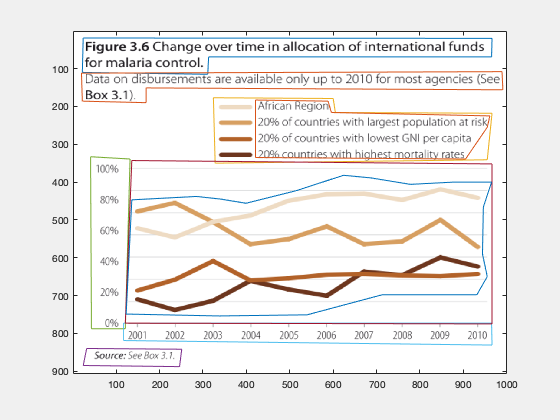 Figure 3.6 Change over time in allocation of international funds
for malaria control.
Data on disbursements are available only up to 2010 for most agencies (See
Box 3.1).
African Region
20% of countries with largest population at risk
20% of countries with lowest GNI per capita
20% countries with highest mortality rates
100%
80%
60%
40%
20%
0%
2001 2002 2003 2004 2005 2006 2007 2008 2009 2010
Source: See Box 3.1.
100
200
300
400
500
600
700
800
900
100 200 300 400 500 600 700 800 900 1000